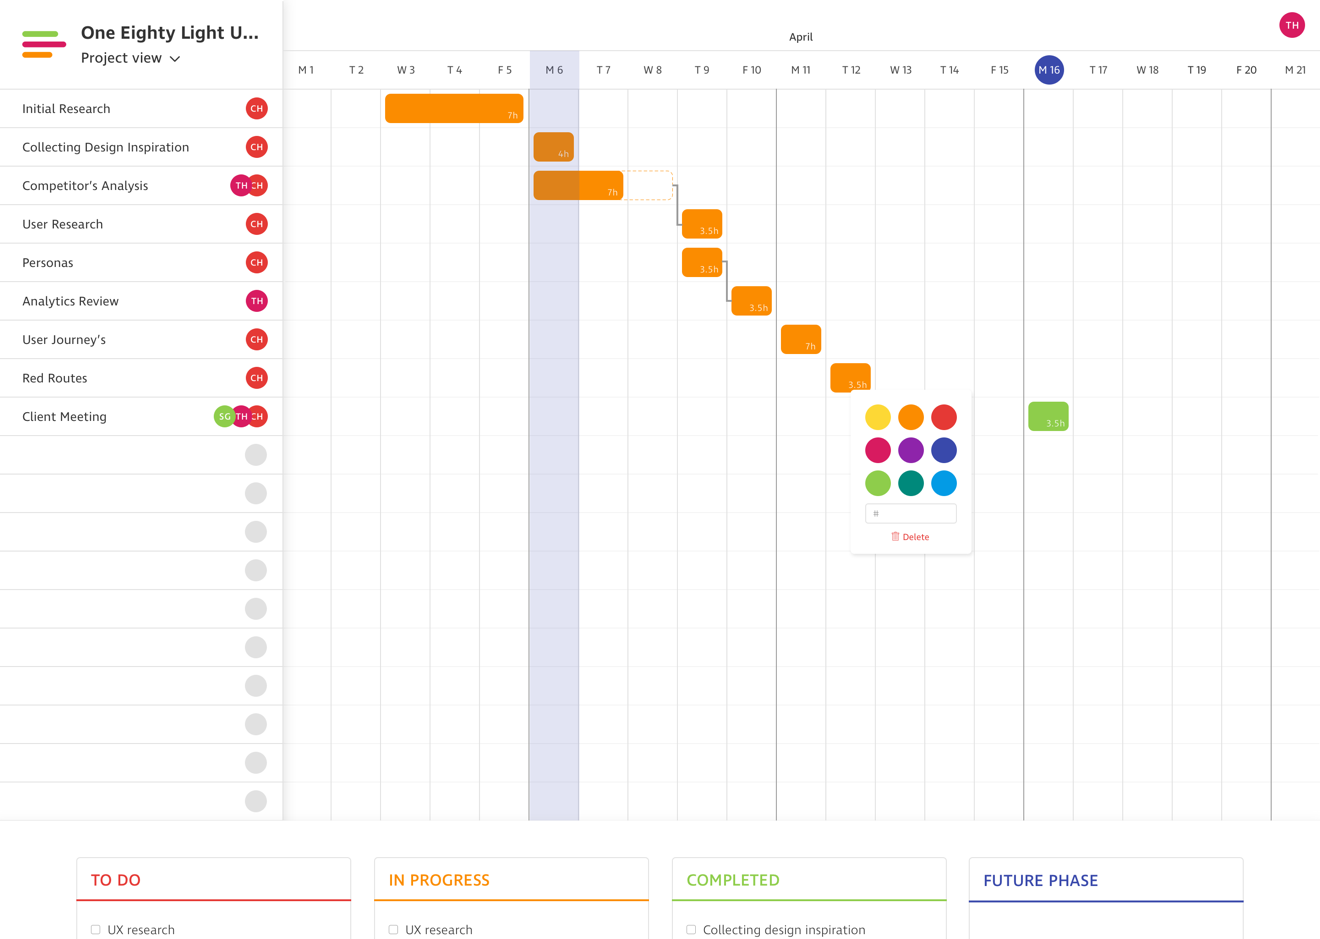 One Eighty Light U...
Project view
TH
April
M 1 T 2 W 3 T 4 F 5 M 6 T 7 W 8 T 9 F 10 M 11 T 12 W 13 T 14 F 15 M 16 T 17 W 18 T 19 F 20 M 21
Initial Research CH 7h
Collecting Design Inspiration CH 4h
Competitor's Analysis TH CH 7h
User Research CH 3.5h
Personas CH 3.5h
Analytics Review TH 3.5h
User Journey's CH 7h
Red Routes CH 3.5h
Client Meeting SG TH CH 3.5h
#
Delete
TO DO
UX research
IN PROGRESS
UX research
COMPLETED
Collecting design inspiration
FUTURE PHASE